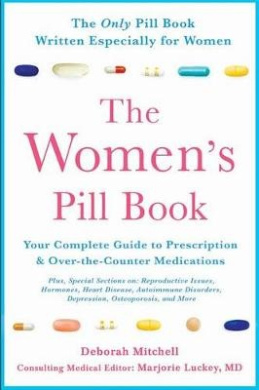 The Only Pill Book
Written Especially for Women
The
Women's
Pill Book
Your Complete Guide to Prescription
& Over-the-Counter Medications
Plus, Special Sections on: Reproductive Issues,
Hormones, Heart Disease, Autoimmune Disorders,
Depression, Osteoporosis, and More
Deborah Mitchell
Consulting Medical Editor: Marjorie Luckey, MD